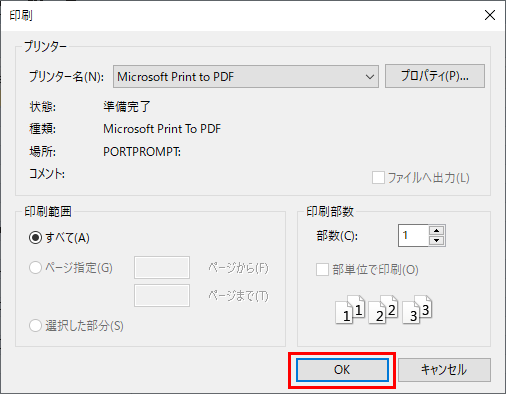 印刷
プリンター
プリンター名(N): Microsoft Print to PDF プロパティ(P)...
状態: 準備完了
種類: Microsoft Print To PDF
場所: PORTPROMPT:
コメント:
ファイルへ出力(L)
印刷範囲
すべて(A)
ページ指定(G) ページから(F)
ページまで(T)
選択した部分(S)
印刷部数
部数(C): 1
部単位で印刷(O)
1 1 2 2 3 3
OK キャンセル